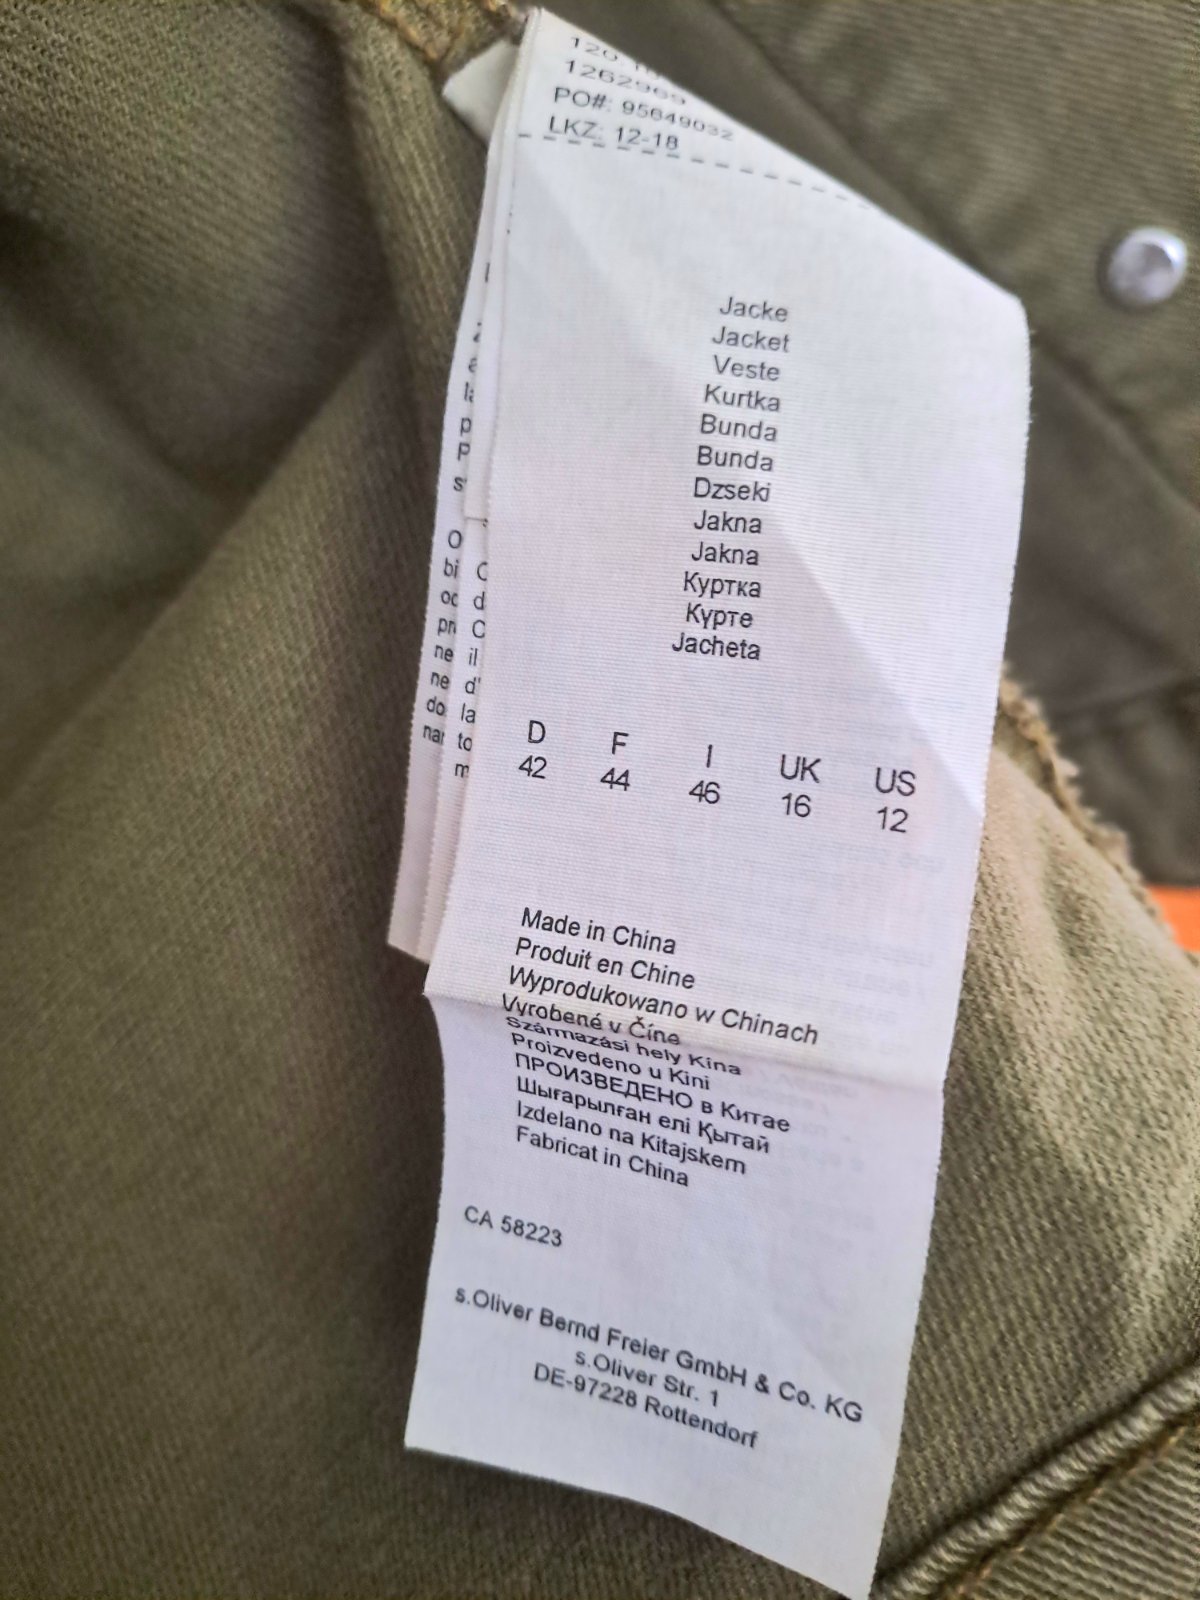 120
1262969
PO#: 95649032
LKZ: 12-18
Jacke
Jacket
Veste
Kurtka
Bunda
Bunda
Dzseki
Jakna
Jakna
Куртка
Күрте
Jacheta
D F I UK US
42 44 46 16 12
Made in China
Produit en Chine
Wyprodukowano w Chinach
Vyrobené v Číne
Származási hely Kína
Proizvedeno u Kini
ПРОИЗВЕДЕНО в Китае
Шығарылған елі Қытай
Izdelano na Kitajskem
Fabricat in China
CA 58223
s.Oliver Bernd Freier GmbH & Co. KG
s.Oliver Str. 1
DE-97228 Rottendorf